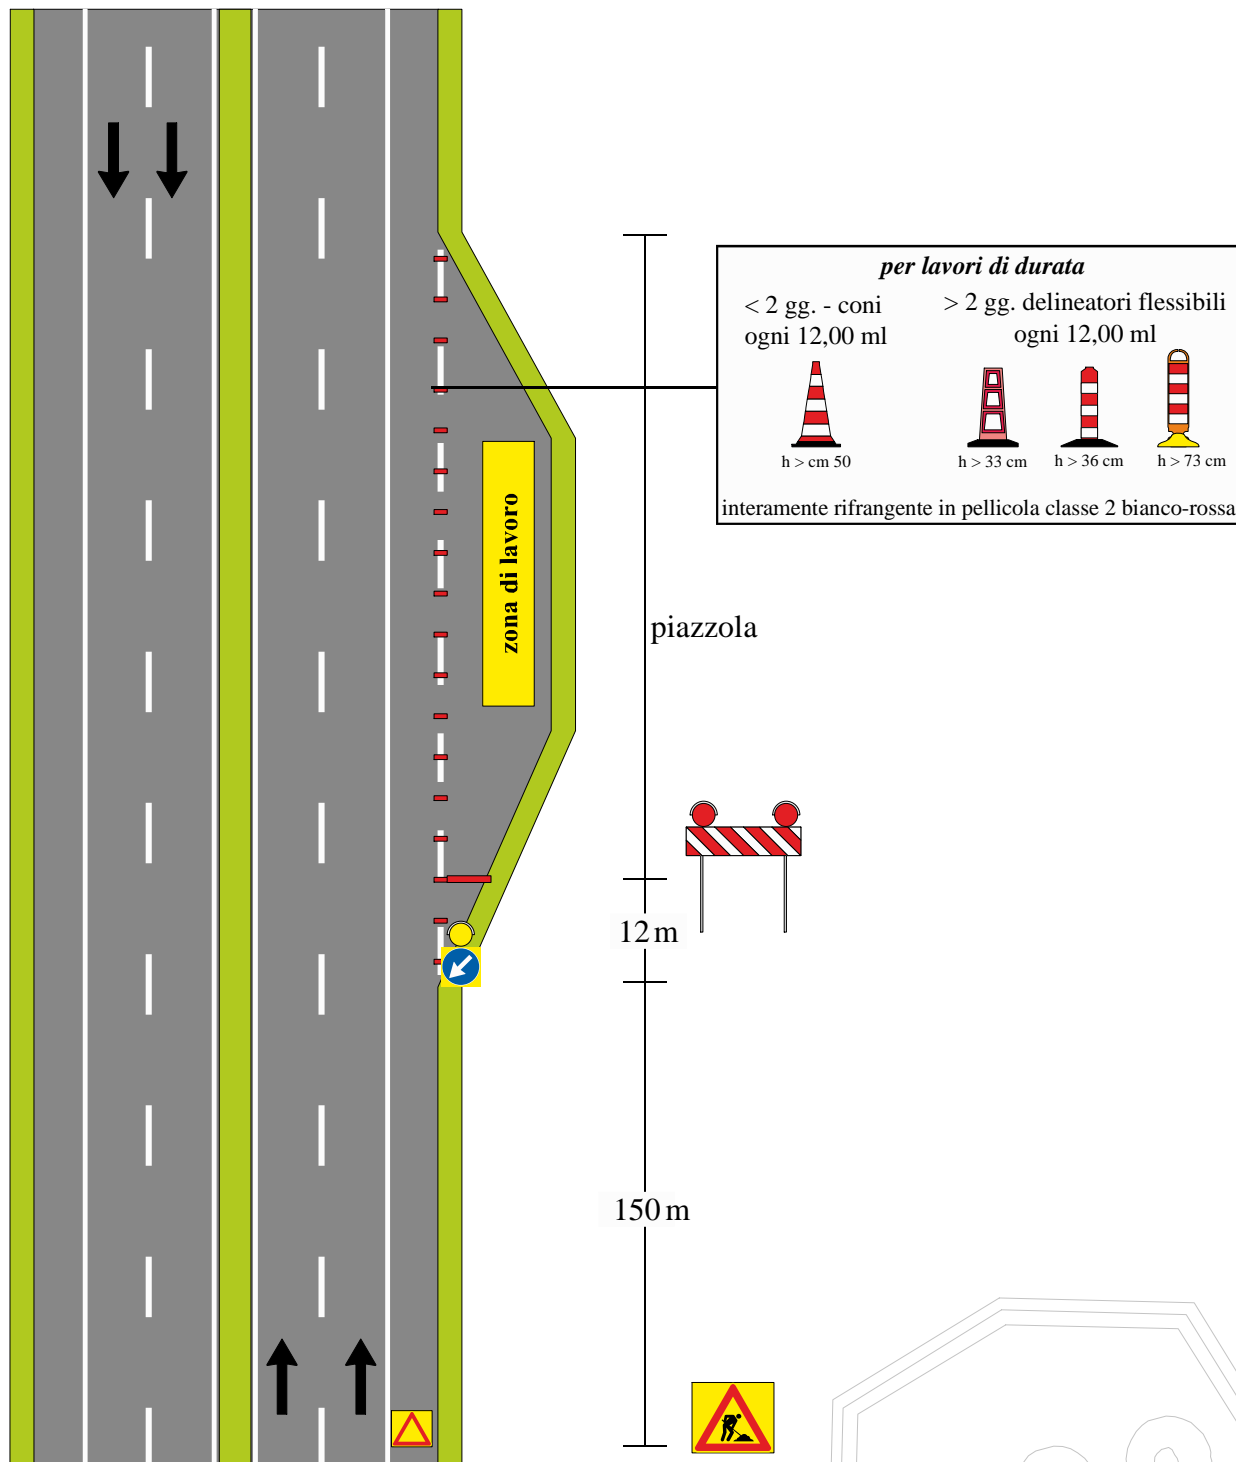 per lavori di durata
< 2 gg. - coni
ogni 12,00 ml
> 2 gg. delineatori flessibili
ogni 12,00 ml
h > cm 50
h > 33 cm
h > 36 cm
h > 73 cm
interamente rifrangente in pellicola classe 2 bianco-rossa
zona di lavoro
piazzola
12 m
150 m